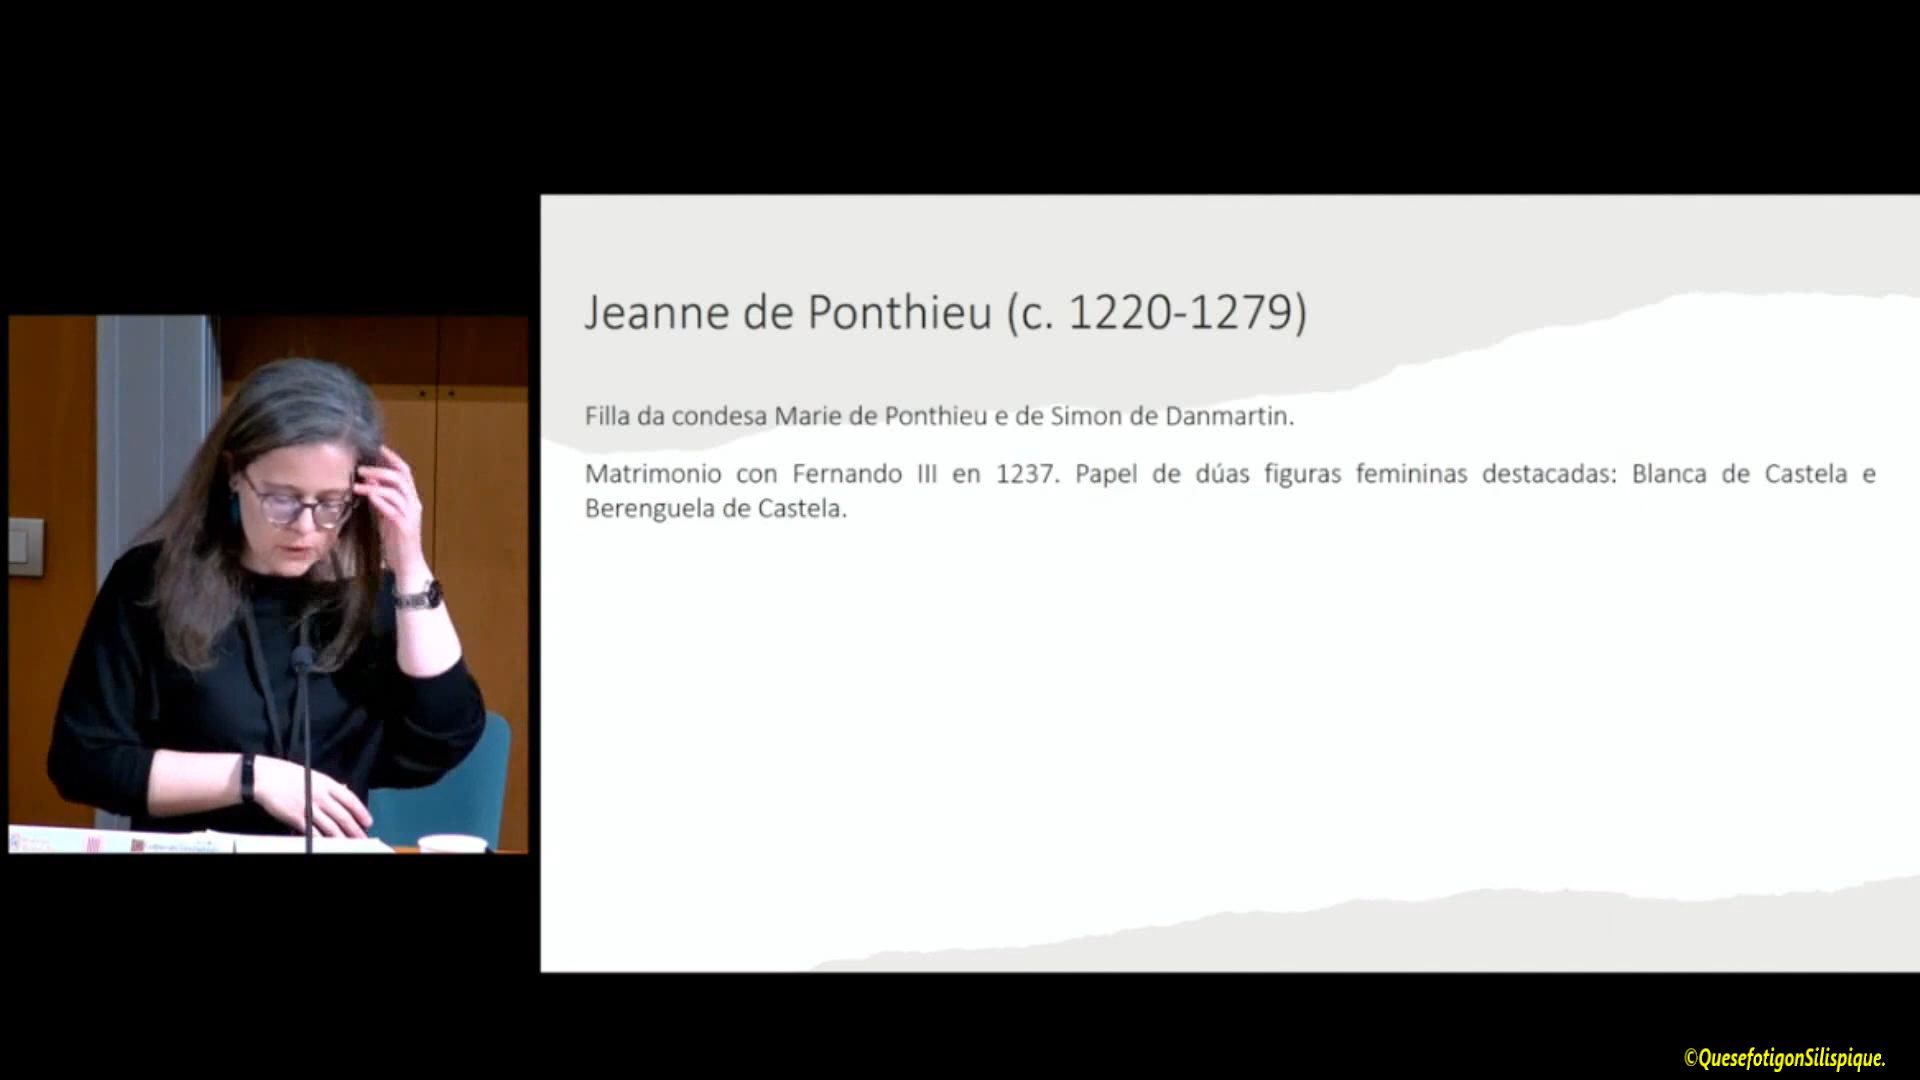 Jeanne de Ponthieu (c. 1220-1279)
Filla da condesa Marie de Ponthieu e de Simon de Danmartin.
Matrimonio con Fernando III en 1237. Papel de dúas figuras femininas destacadas: Blanca de Castela e
Berenguela de Castela.
©QuesefotigonSilispique.